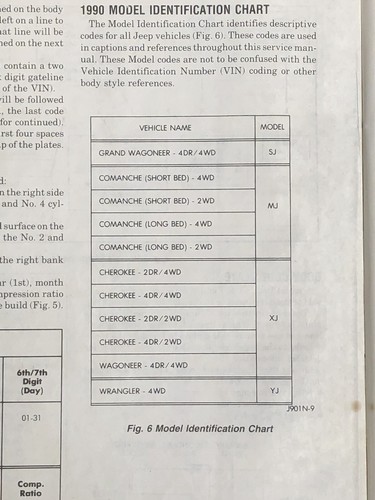 ned on the body
left on a line to
at line will be
ned on the next
contain a two
digit gateline
of the VIN).
vill be followed
, the last code
for continued).
rst four spaces
p of the plates.
d:
n the right side
and No. 4 cyl-
l surface on the
the No. 2 and
the right bank
ar (1st), month
mpression ratio
e build (Fig. 5).
6th/7th
Digit
(Day)
01-31
Comp.
Ratio
1990 MODEL IDENTIFICATION CHART
The Model Identification Chart identifies descriptive
codes for all Jeep vehicles (Fig. 6). These codes are used
in captions and references throughout this service man-
ual. These Model codes are not to be confused with the
Vehicle Identification Number (VIN) coding or other
body style references.
VEHICLE NAME MODEL
GRAND WAGONEER - 4DR/4WD SJ
COMANCHE (SHORT BED) - 4WD
COMANCHE (SHORT BED) - 2WD
MJ
COMANCHE (LONG BED) - 4WD
COMANCHE (LONG BED) - 2WD
CHEROKEE - 2DR/4WD
CHEROKEE - 4DR/4WD
CHEROKEE - 2DR/2WD XJ
CHEROKEE - 4DR/2WD
WAGONEER - 4DR/4WD
WRANGLER - 4WD YJ
J901N-9
Fig. 6 Model Identification Chart